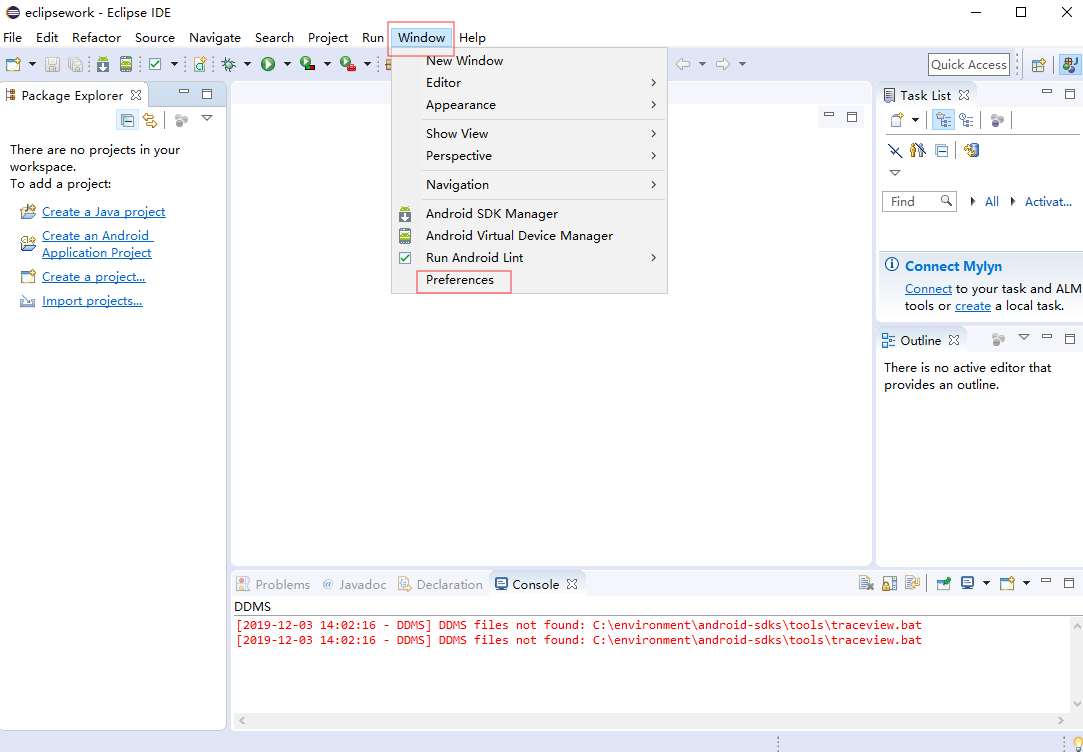 eclipsework - Eclipse IDE
File Edit Refactor Source Navigate Search Project Run Window Help
Quick Access
Package Explorer
There are no projects in your
workspace.
To add a project:
Create a Java project
Create an Android
Application Project
Create a project...
Import projects...
New Window
Editor
Appearance
Show View
Perspective
Navigation
Android SDK Manager
Android Virtual Device Manager
Run Android Lint
Preferences
Task List
Find All Activat...
Connect Mylyn
Connect to your task and ALM
tools or create a local task.
Outline
There is no active editor that
provides an outline.
Problems @ Javadoc Declaration Console
DDMS
[2019-12-03 14:02:16 - DDMS] DDMS files not found: C:\environment\android-sdks\tools\traceview.bat
[2019-12-03 14:02:16 - DDMS] DDMS files not found: C:\environment\android-sdks\tools\traceview.bat